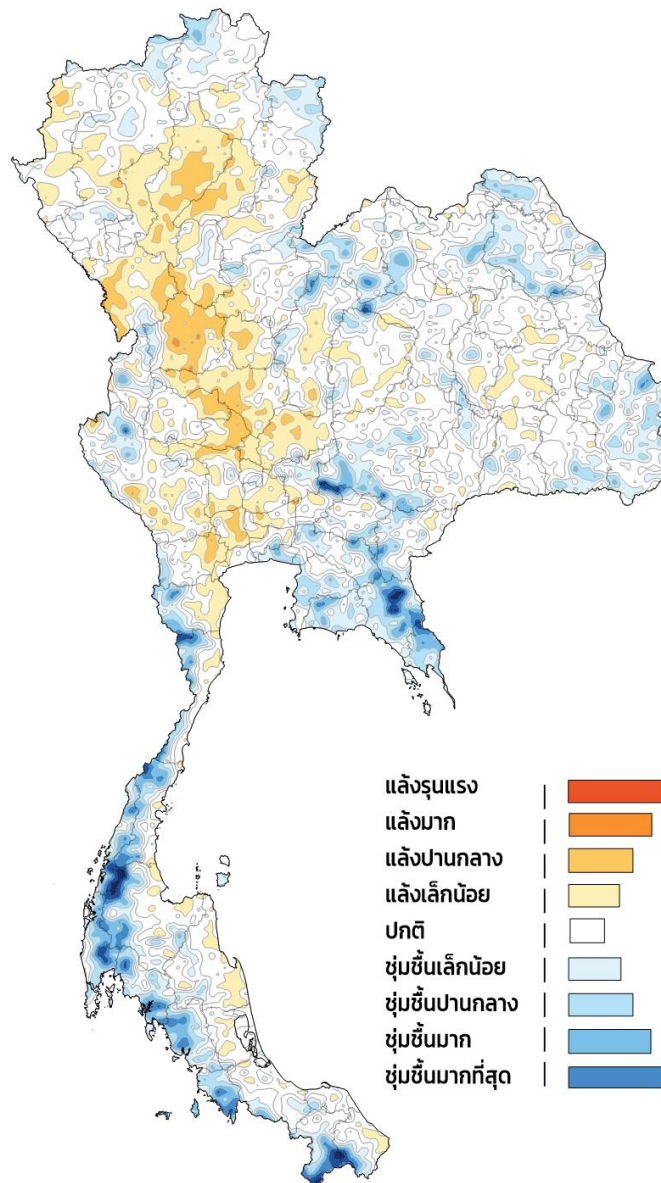 แล้งรุนแรง
แล้งมาก
แล้งปานกลาง
แล้งเล็กน้อย
ปกติ
ชุ่มชื้นเล็กน้อย
ชุ่มชื้นปานกลาง
ชุ่มชื้นมาก
ชุ่มชื้นมากที่สุด